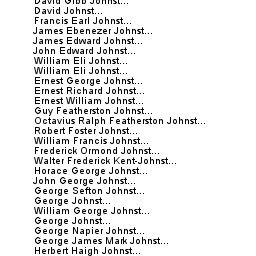 David Gibb Johnst...
David Johnst...
Francis Earl Johnst...
James Ebenezer Johnst...
James Edward Johnst...
John Edward Johnst...
William Eli Johnst...
William Eli Johnst...
Ernest George Johnst...
Ernest Richard Johnst...
Ernest William Johnst...
Guy Featherston Johnst...
Octavius Ralph Featherston Johnst...
Robert Foster Johnst...
William Francis Johnst...
Frederick Ormond Johnst...
Walter Frederick Kent-Johnst...
Horace George Johnst...
John George Johnst...
George Sefton Johnst...
George Johnst...
William George Johnst...
George Johnst...
George Napier Johnst...
George James Mark Johnst...
Herbert Haigh Johnst...